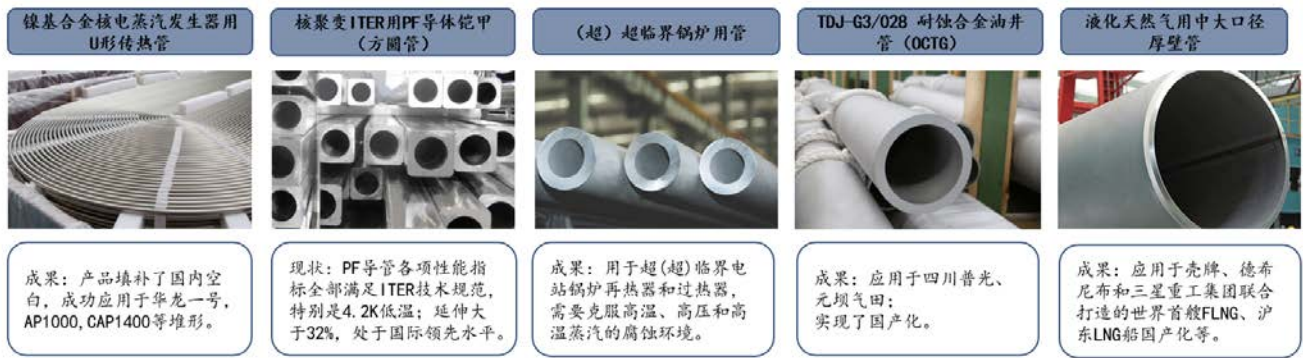 镍基合金核电蒸汽发生器用
U形传热管
核聚变ITER用PF导体铠甲
(方圆管)
(超)超临界锅炉用管
TDJ-G3/028 耐蚀合金油井
管(OCTG)
液化天然气用中大口径
厚壁管
成果: 产品填补了国内空
白, 成功应用于华龙一号,
AP1000,CAP1400等堆形。
现状: PF导管各项性能指
标全部满足ITER技术规范,
特别是4.2K低温; 延伸大
于32%, 处于国际领先水平。
成果: 用于超(超)临界电
站锅炉再热器和过热器,
需要克服高温、高压和高
温蒸汽的腐蚀环境。
成果: 应用于四川普光、
元坝气田;
实现了国产化。
成果: 应用于壳牌、德希
尼布和三星重工集团联合
打造的世界首艘FLNG、沪
东LNG船国产化等。